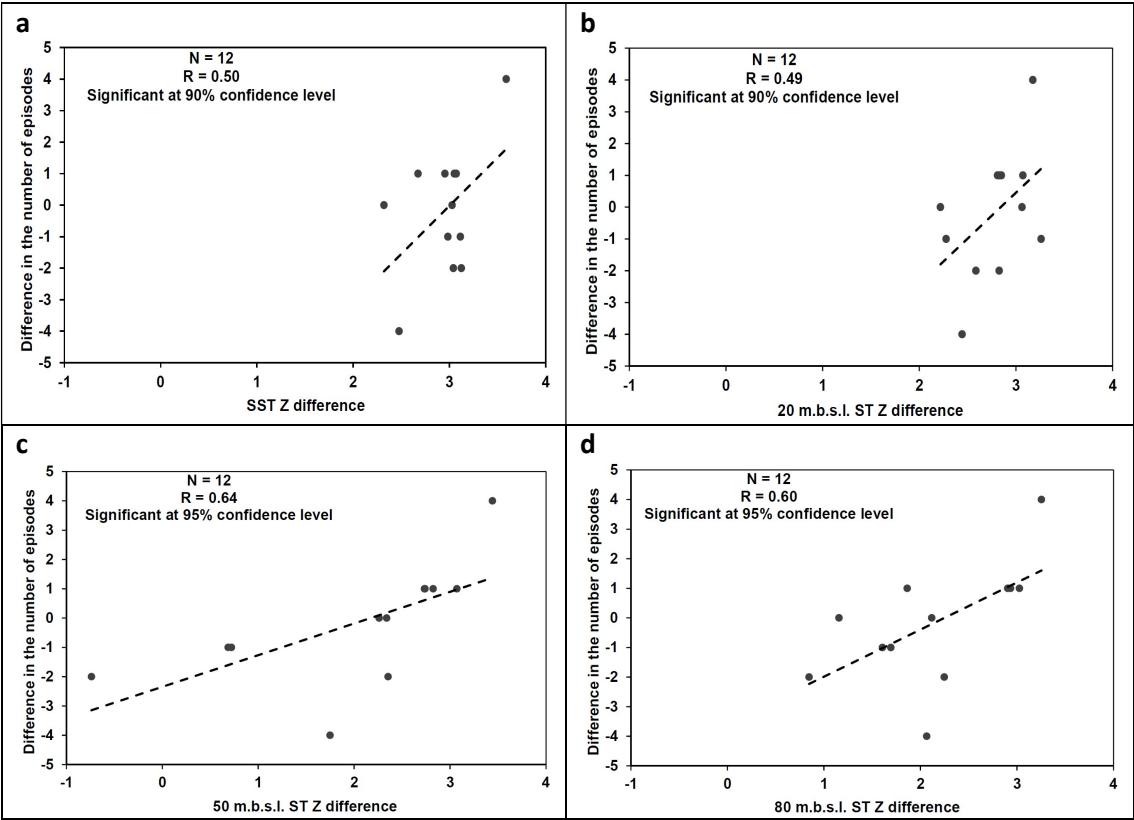 a
N = 12
R = 0.50
Significant at 90% confidence level
Difference in the number of episodes
5
4
3
2
1
0
-1
-2
-3
-4
-5
-1 0 1 2 3 4
SST Z difference
b
N = 12
R = 0.49
Significant at 90% confidence level
Difference in the number of episodes
5
4
3
2
1
0
-1
-2
-3
-4
-5
-1 0 1 2 3 4
20 m.b.s.l. ST Z difference
c
N = 12
R = 0.64
Significant at 95% confidence level
Difference in the number of episodes
5
4
3
2
1
0
-1
-2
-3
-4
-5
-1 0 1 2 3 4
50 m.b.s.l. ST Z difference
d
N = 12
R = 0.60
Significant at 95% confidence level
Difference in the number of episodes
5
4
3
2
1
0
-1
-2
-3
-4
-5
-1 0 1 2 3 4
80 m.b.s.l. ST Z difference